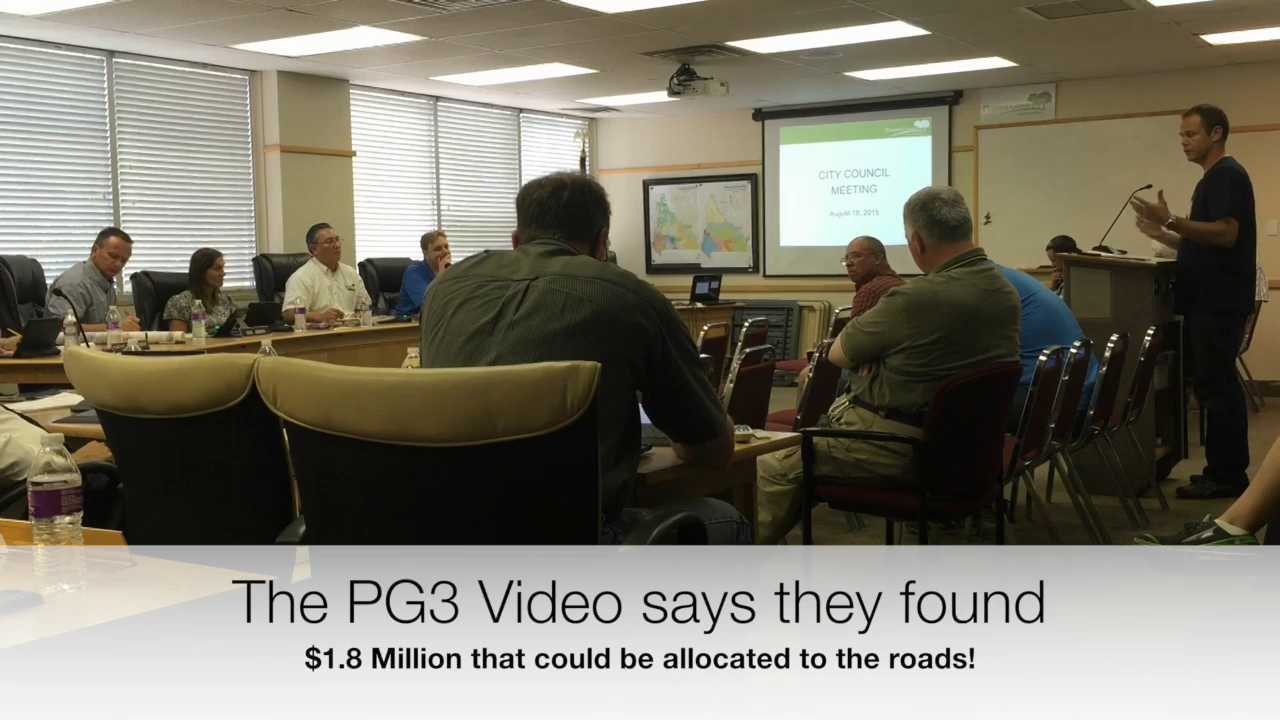 CITY COUNCIL
MEETING
August 18, 2015
The PG3 Video says they found
$1.8 Million that could be allocated to the roads!